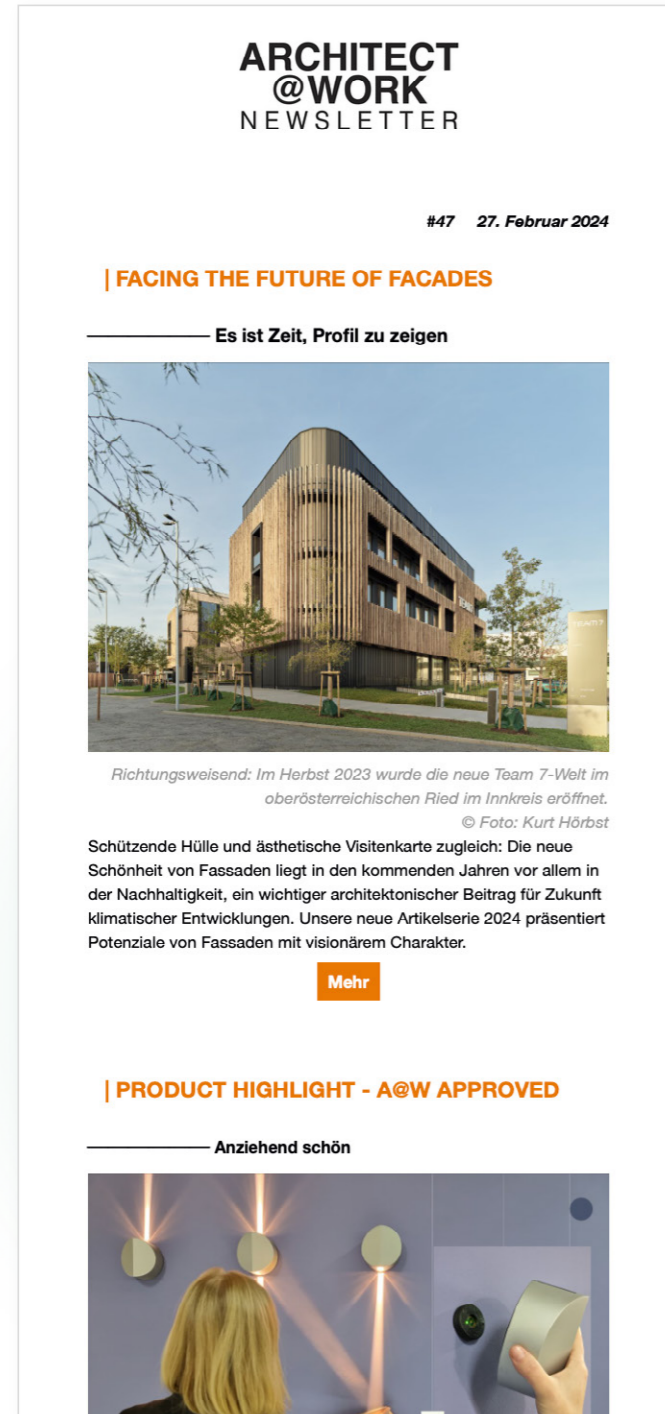 ARCHITECT
@WORK
NEWSLETTER
#47 27. Februar 2024
| FACING THE FUTURE OF FACADES
Es ist Zeit, Profil zu zeigen
TEAM 7
Richtungsweisend: Im Herbst 2023 wurde die neue Team 7-Welt im
oberösterreichischen Ried im Innkreis eröffnet.
© Foto: Kurt Hörbst
Schützende Hülle und ästhetische Visitenkarte zugleich: Die neue
Schönheit von Fassaden liegt in den kommenden Jahren vor allem in
der Nachhaltigkeit, ein wichtiger architektonischer Beitrag für Zukunft
klimatischer Entwicklungen. Unsere neue Artikelserie 2024 präsentiert
Potenziale von Fassaden mit visionärem Charakter.
Mehr
| PRODUCT HIGHLIGHT - A@W APPROVED
Anziehend schön